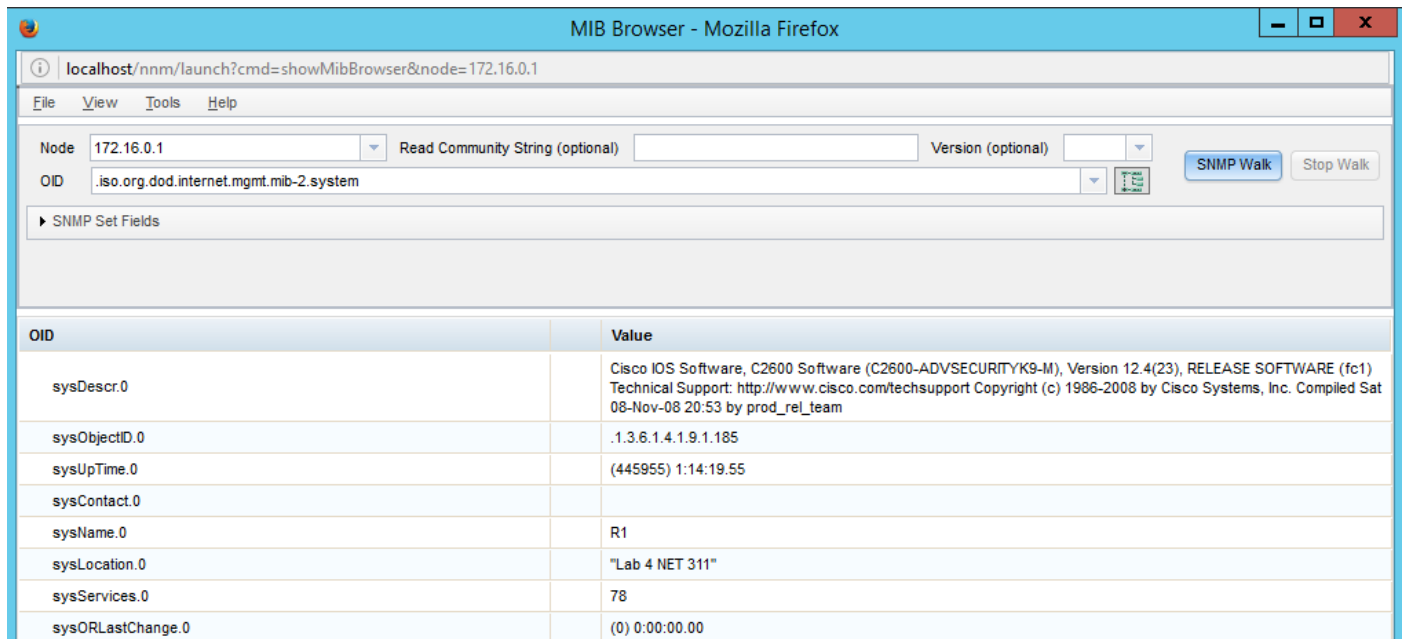 MIB Browser - Mozilla Firefox
localhost/nnm/launch?cmd=showMibBrowser&node=172.16.0.1
File View Tools Help
Node 172.16.0.1 Read Community String (optional) Version (optional) SNMP Walk Stop Walk
OID .iso.org.dod.internet.mgmt.mib-2.system
SNMP Set Fields
OID Value
sysDescr.0 Cisco IOS Software, C2600 Software (C2600-ADVSECURITYK9-M), Version 12.4(23), RELEASE SOFTWARE (fc1)
Technical Support: http://www.cisco.com/techsupport Copyright (c) 1986-2008 by Cisco Systems, Inc. Compiled Sat
08-Nov-08 20:53 by prod_rel_team
sysObjectID.0 .1.3.6.1.4.1.9.1.185
sysUpTime.0 (445955) 1:14:19.55
sysContact.0
sysName.0 R1
sysLocation.0 "Lab 4 NET 311"
sysServices.0 78
sysORLastChange.0 (0) 0:00:00.00